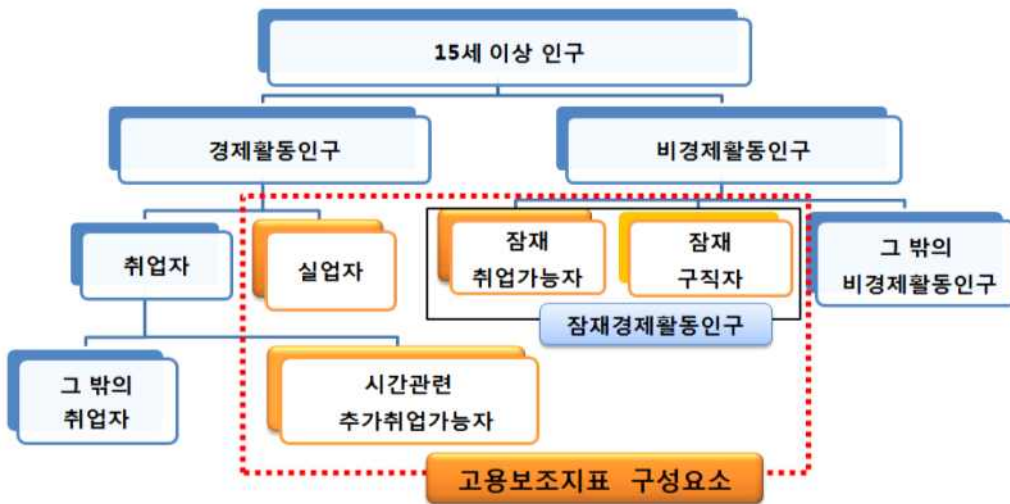 15세 이상 인구
경제활동인구
비경제활동인구
취업자
실업자
잠재
취업가능자
잠재
구직자
그 밖의
비경제활동인구
잠재경제활동인구
그 밖의
취업자
시간관련
추가취업가능자
고용보조지표 구성요소